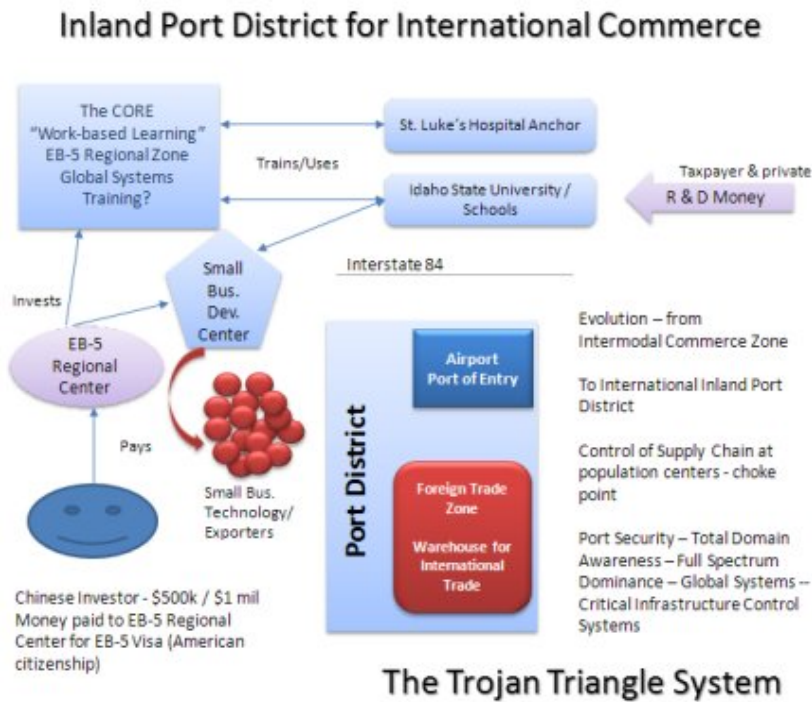 Inland Port District for International Commerce
The CORE
“Work-based Learning”
EB-5 Regional Zone
Global Systems
Training?
St. Luke’s Hospital Anchor
Trains/Uses
Idaho State University /
Schools
Taxpayer & private
R & D Money
Interstate 84
Small
Bus.
Dev.
Center
Invests
EB-5
Regional
Center
Pays
Small Bus.
Technology/
Exporters
Chinese Investor - $500k / $1 mil
Money paid to EB-5 Regional
Center for EB-5 Visa (American
citizenship)
Port District
Airport
Port of Entry
Foreign Trade
Zone
Warehouse for
International
Trade
Evolution – from
Intermodal Commerce Zone
To International Inland Port
District
Control of Supply Chain at
population centers - choke
point
Port Security – Total Domain
Awareness – Full Spectrum
Dominance – Global Systems --
Critical Infrastructure Control
Systems
The Trojan Triangle System